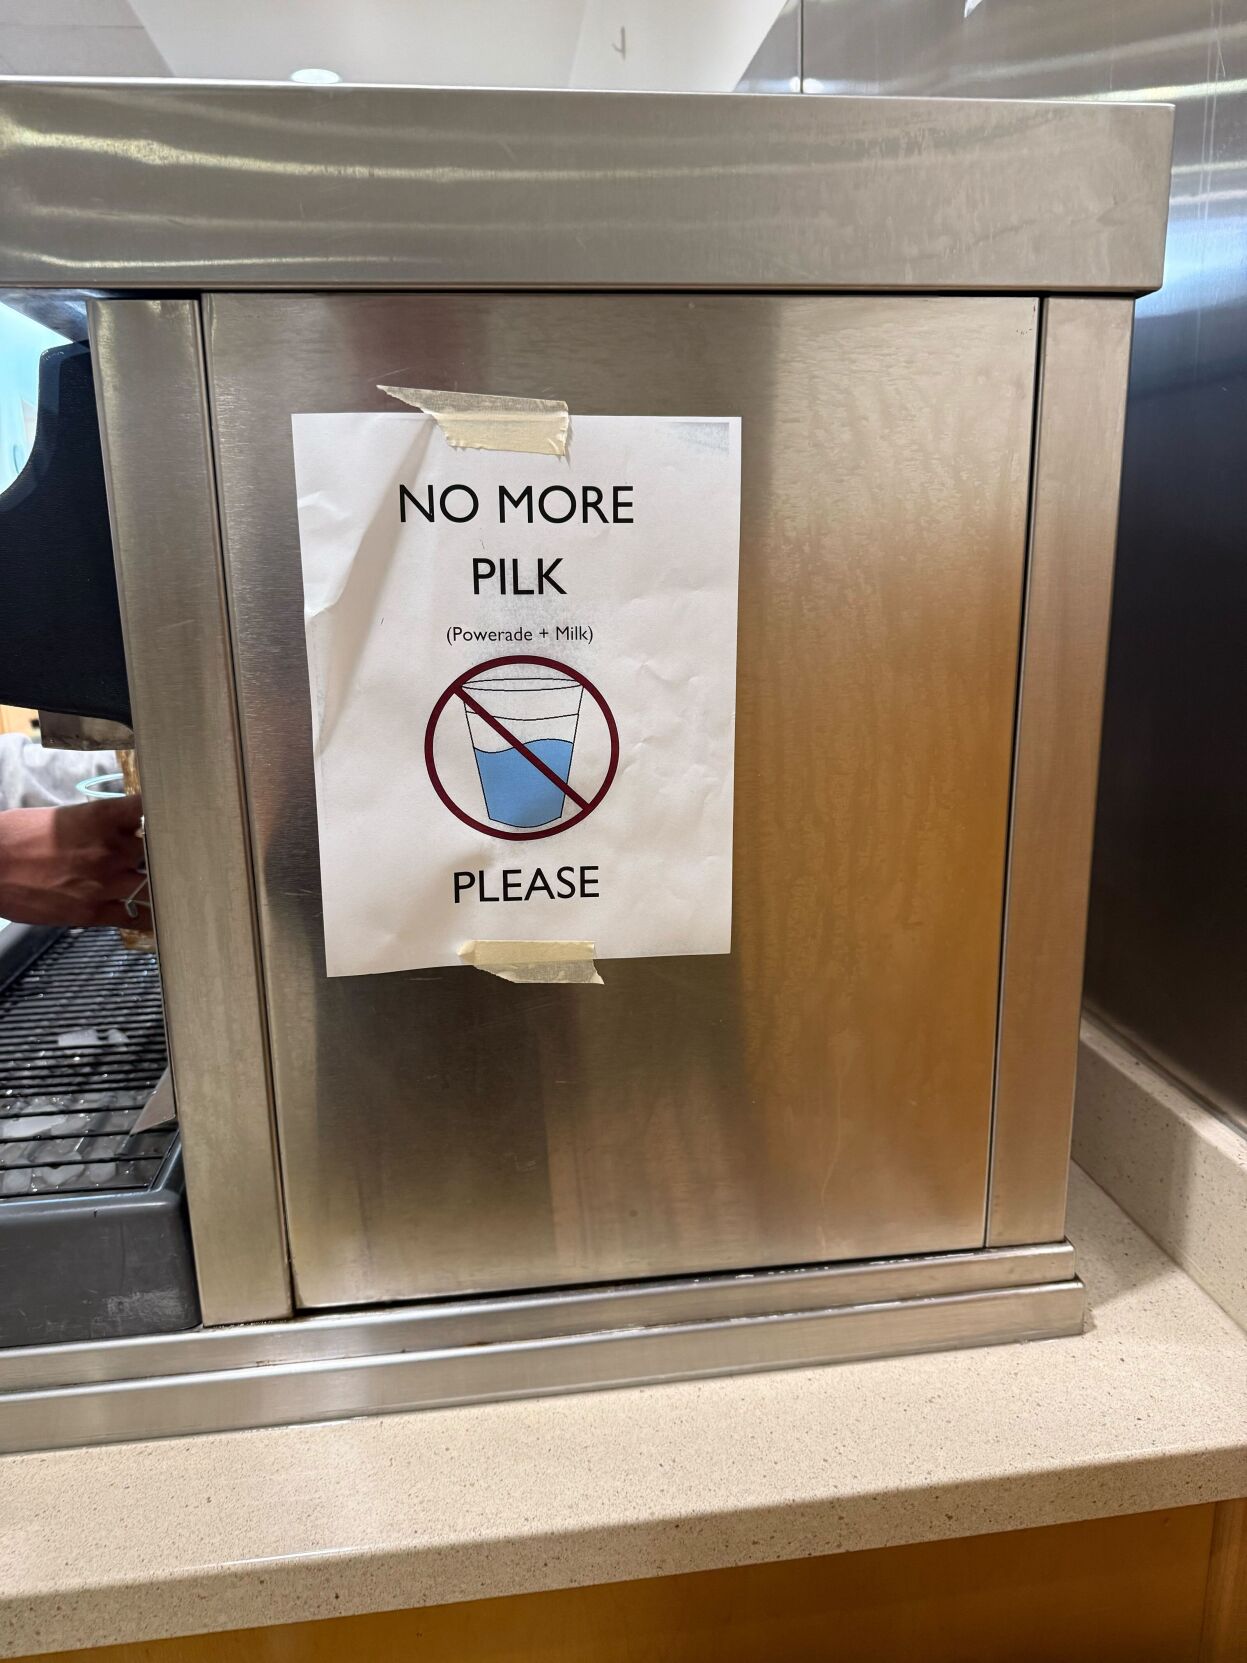 NO MORE
PILK
(Powerade + Milk)
PLEASE